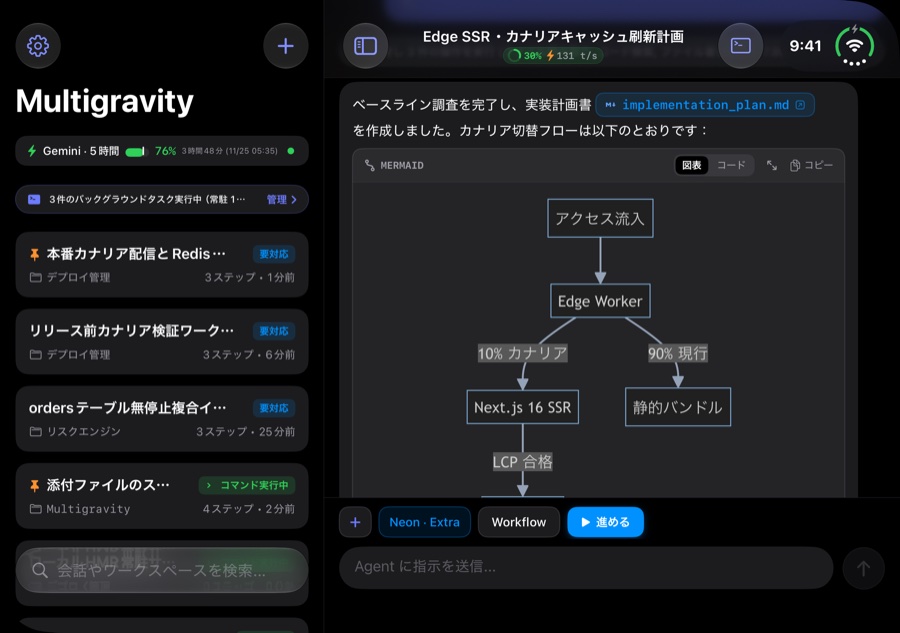 Multigravity
Gemini · 5時間 76% 3時間48分 (11/25 05:35)
3件のバックグラウンドタスク実行中 (常駐 1… 管理
本番カナリア配信と Redis… 要対応
デプロイ管理 3ステップ • 1分前
リリース前カナリア検証ワーク… 要対応
デプロイ管理 3ステップ • 6分前
orders テーブル無停止複合イ… 要対応
リスクエンジン 3ステップ • 25分前
添付ファイルのス… コマンド実行中
Multigravity 4ステップ • 2分前
会話やワークスペースを検索...
Edge SSR・カナリアキャッシュ刷新計画
30% 131 t/s
9:41
ベースライン調査を完了し、実装計画書 implementation_plan.md
を作成しました。カナリア切替フローは以下のとおりです：
MERMAID 図表 コード コピー
アクセス流入
Edge Worker
10% カナリア 90% 現行
Next.js 16 SSR 静的バンドル
LCP 合格
Neon · Extra Workflow 進める
Agent に指示を送信...